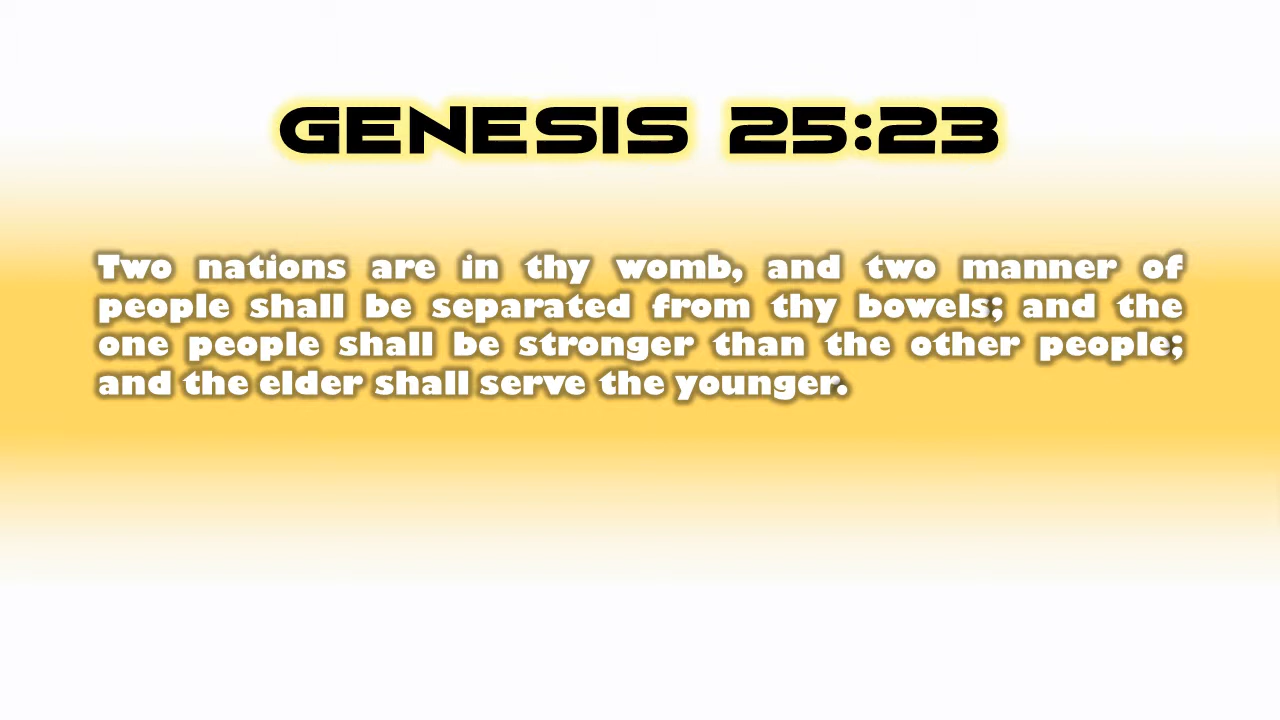 GENESIS 25:23
Two nations are in thy womb, and two manner of
people shall be separated from thy bowels; and the
one people shall be stronger than the other people;
and the elder shall serve the younger.